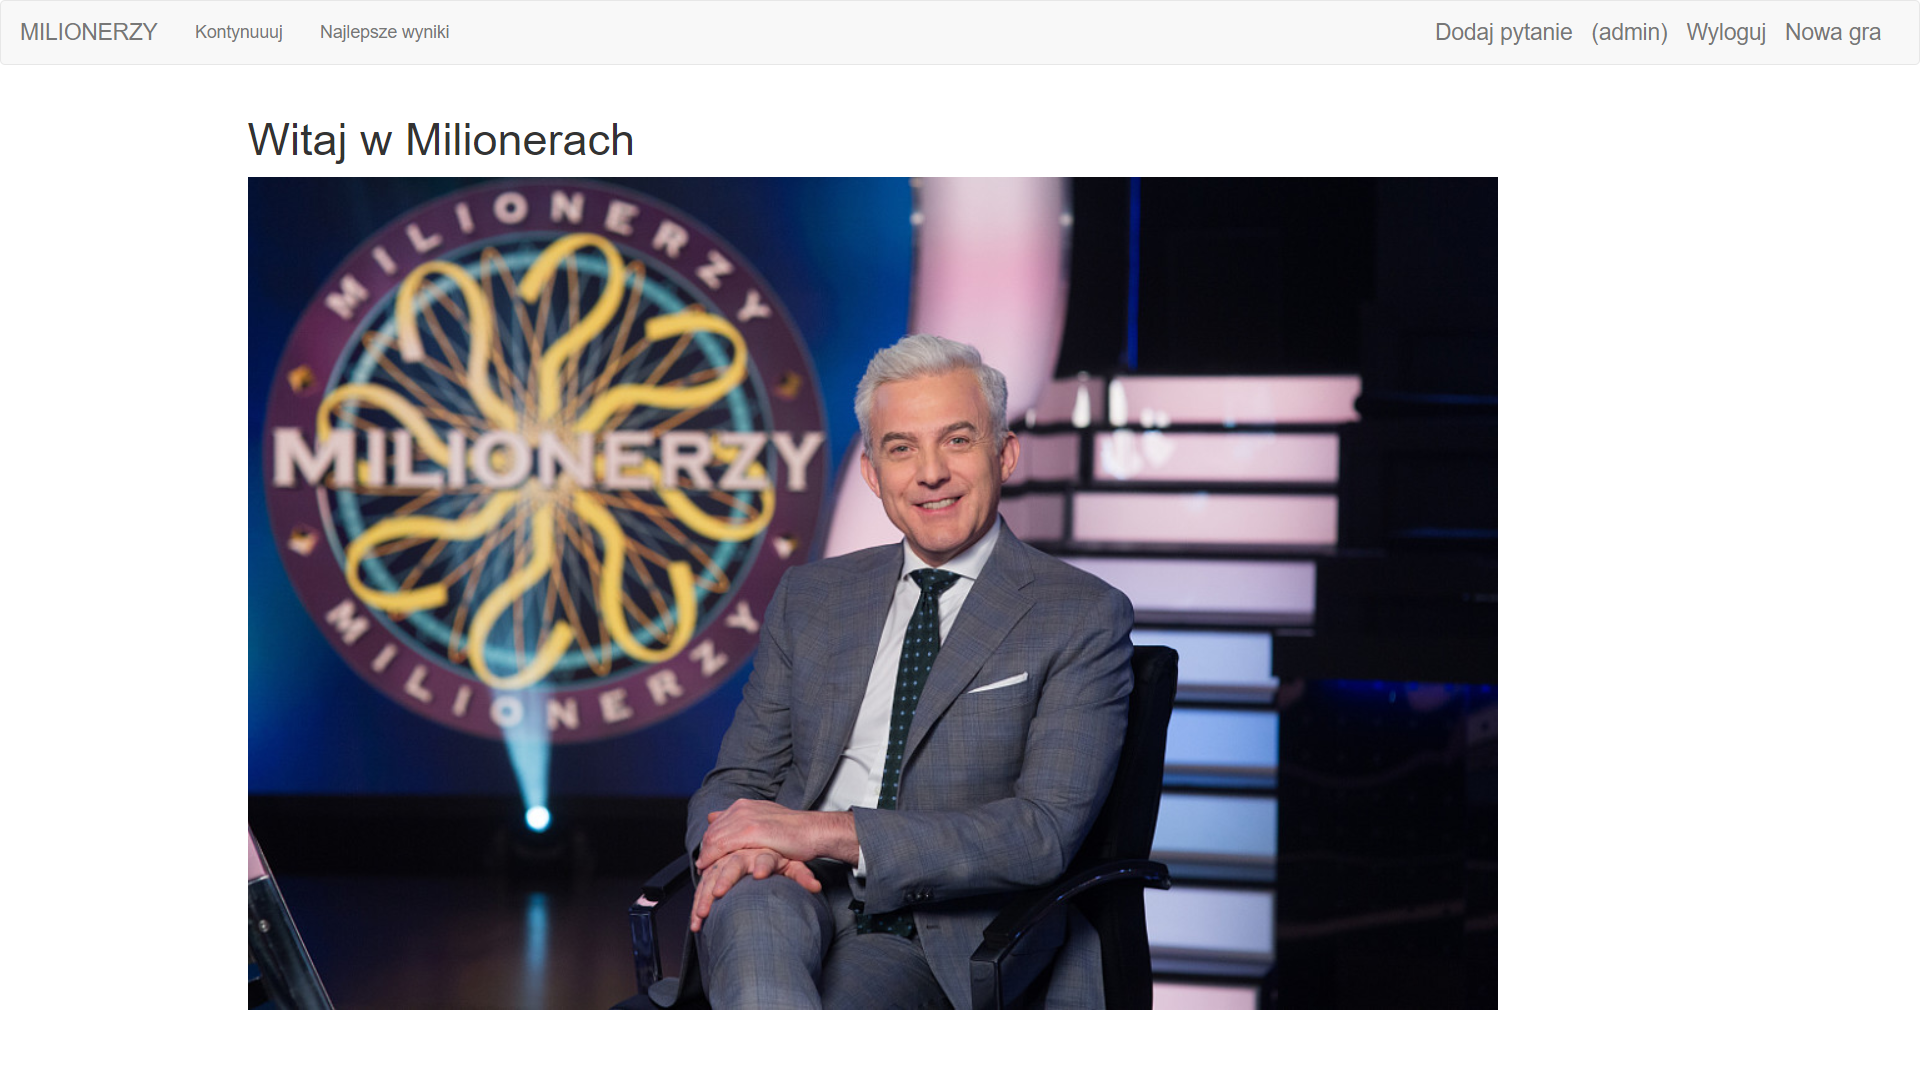 MILIONERZY Kontynuuuj Najlepsze wyniki Dodaj pytanie (admin) Wyloguj Nowa gra
Witaj w Milionerach
MILIONERZY
MILIONERZY
MILIONERZY